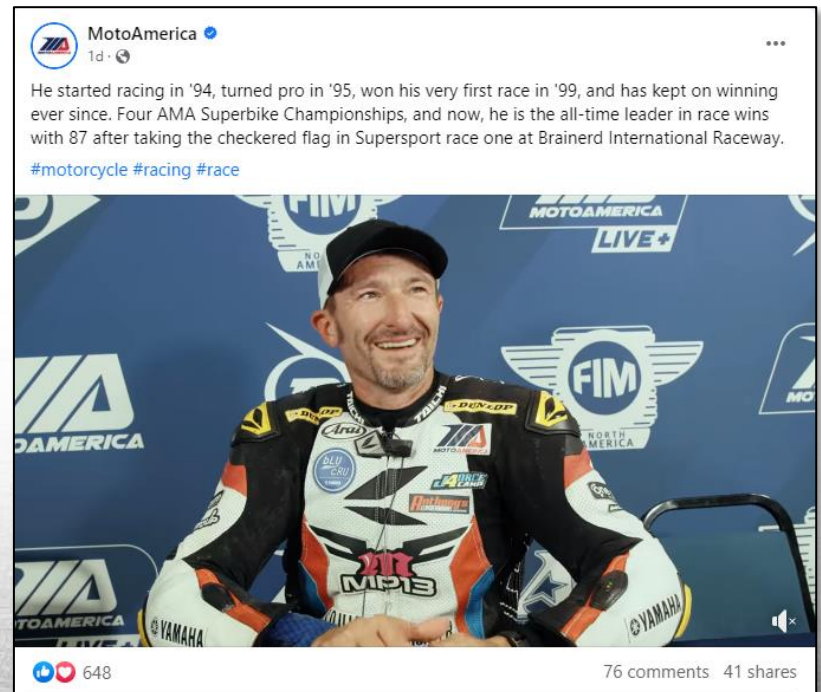 MotoAmerica
1d
He started racing in '94, turned pro in '95, won his very first race in '99, and has kept on winning
ever since. Four AMA Superbike Championships, and now, he is the all-time leader in race wins
with 87 after taking the checkered flag in Supersport race one at Brainerd International Raceway.
#motorcycle #racing #race
FIM
MOTOAMERICA
LIVE+
FIM
NORTH
AMERICA
TAICHI
TAICHI
DUNLOP
DUNLOP
Arai
MOTOAMERICA
BLU
CRU
Anthony's
MP13
YAMAHA
YAMAHA
648
76 comments 41 shares